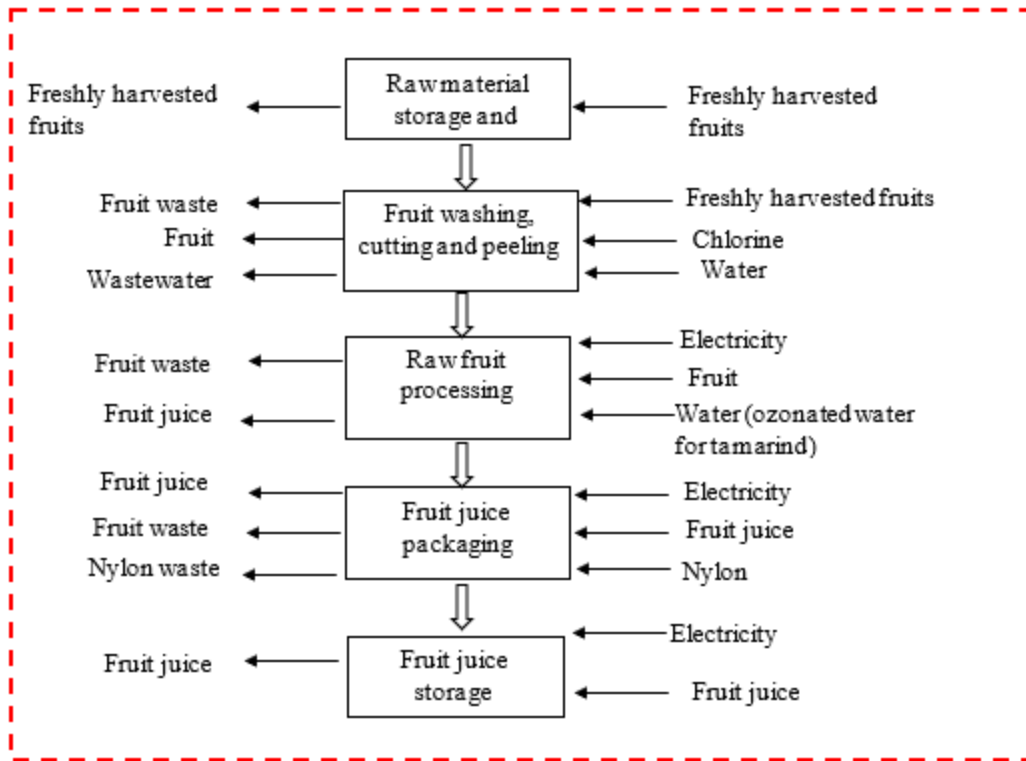 Freshly harvested
fruits
Raw material
storage and
Freshly harvested
fruits
Fruit waste
Fruit
Wastewater
Fruit washing,
cutting and peeling
Freshly harvested fruits
Chlorine
Water
Fruit waste
Fruit juice
Raw fruit
processing
Electricity
Fruit
Water (ozonated water
for tamarind)
Fruit juice
Fruit waste
Nylon waste
Fruit juice
packaging
Electricity
Fruit juice
Nylon
Fruit juice
Fruit juice
storage
Electricity
Fruit juice